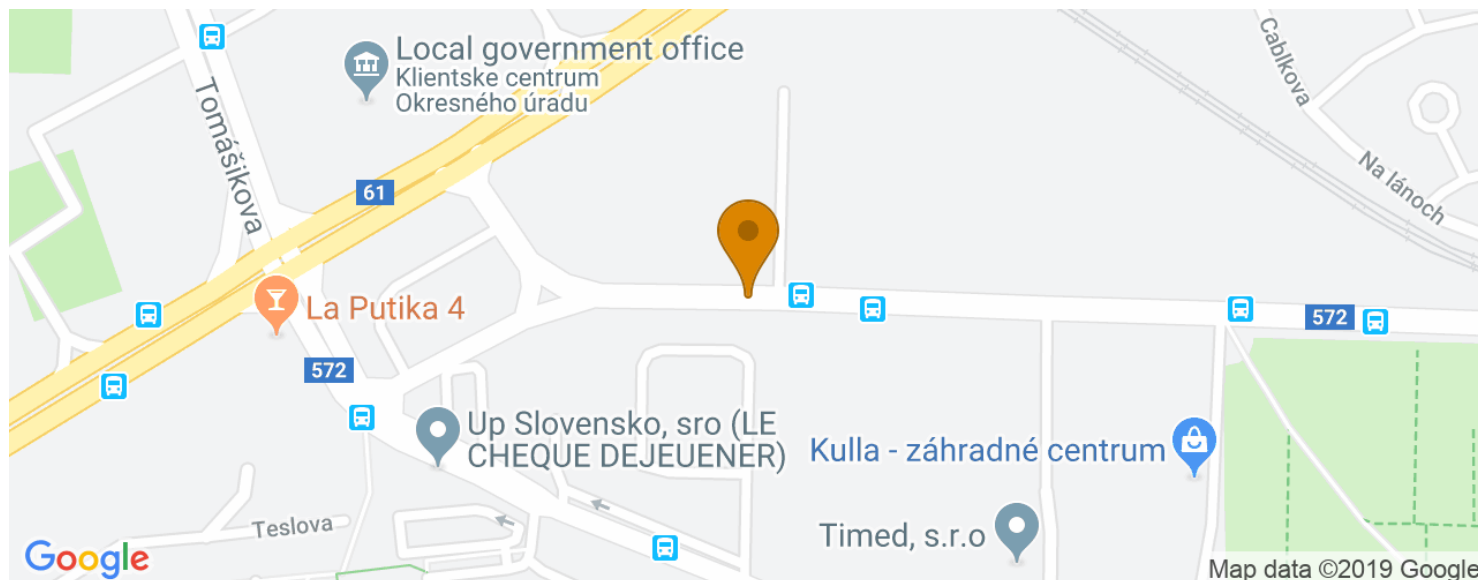 Local government office
Klientske centrum
Okresného úradu
Cablkova
Tomášikova
Na lánoch
61
La Putika 4
572
572
Up Slovensko, sro (LE
CHEQUE DEJEUENER)
Kulla - záhradné centrum
Teslova
Timed, s.r.o
Google
Map data ©2019 Google